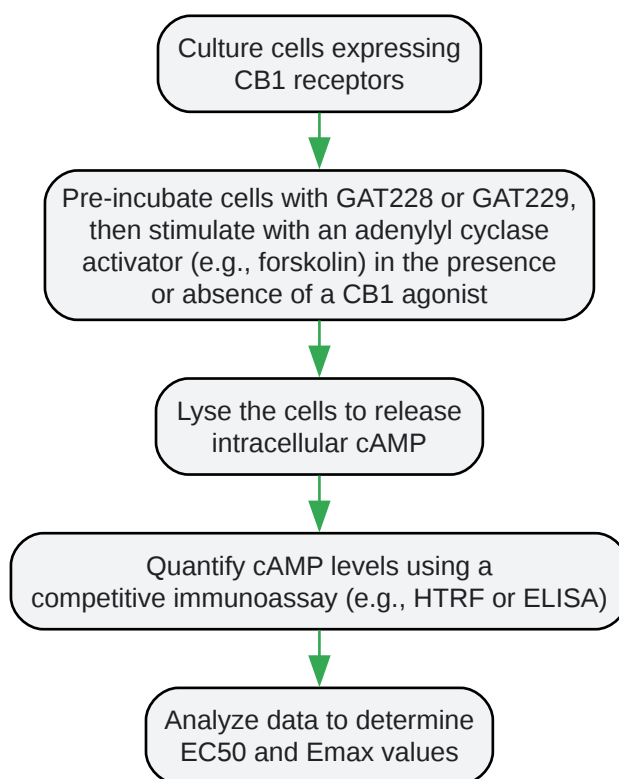 Culture cells expressing
CB1 receptors
Pre-incubate cells with GAT228 or GAT229,
then stimulate with an adenylyl cyclase
activator (e.g., forskolin) in the presence
or absence of a CB1 agonist
Lyse the cells to release
intracellular cAMP
Quantify cAMP levels using a
competitive immunoassay (e.g., HTRF or ELISA)
Analyze data to determine
EC50 and Emax values